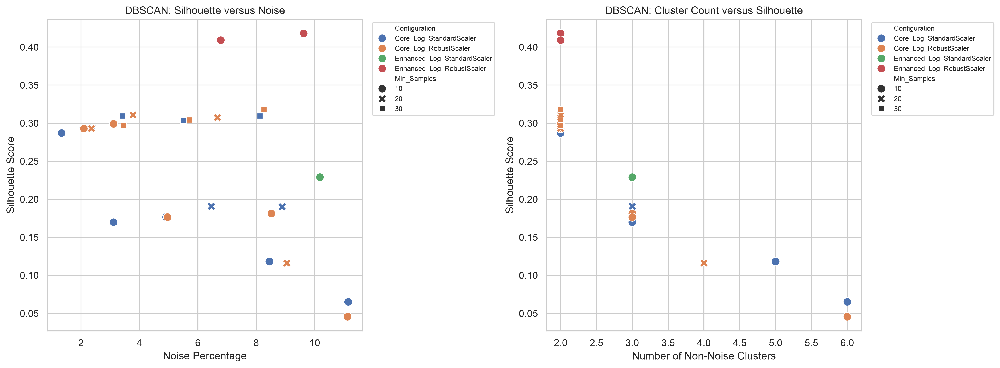 DBSCAN: Silhouette versus Noise
Silhouette Score
0.40
0.35
0.30
0.25
0.20
0.15
0.10
0.05
2 4 6 8 10
Noise Percentage
Configuration
Core_Log_StandardScaler
Core_Log_RobustScaler
Enhanced_Log_StandardScaler
Enhanced_Log_RobustScaler
Min_Samples
10
20
30
DBSCAN: Cluster Count versus Silhouette
Silhouette Score
0.40
0.35
0.30
0.25
0.20
0.15
0.10
0.05
2.0 2.5 3.0 3.5 4.0 4.5 5.0 5.5 6.0
Number of Non-Noise Clusters
Configuration
Core_Log_StandardScaler
Core_Log_RobustScaler
Enhanced_Log_StandardScaler
Enhanced_Log_RobustScaler
Min_Samples
10
20
30